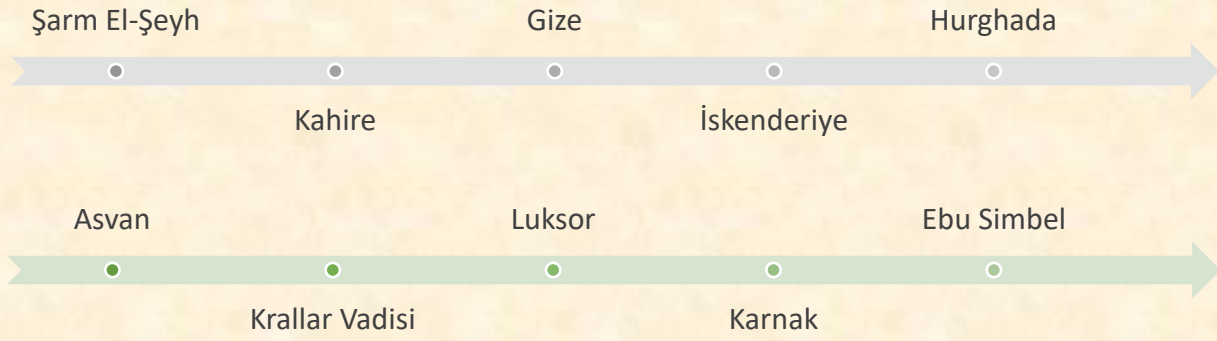 Şarm El-Şeyh
Gize
Hurghada
Kahire
İskenderiye
Asvan
Luksor
Ebu Simbel
Krallar Vadisi
Karnak